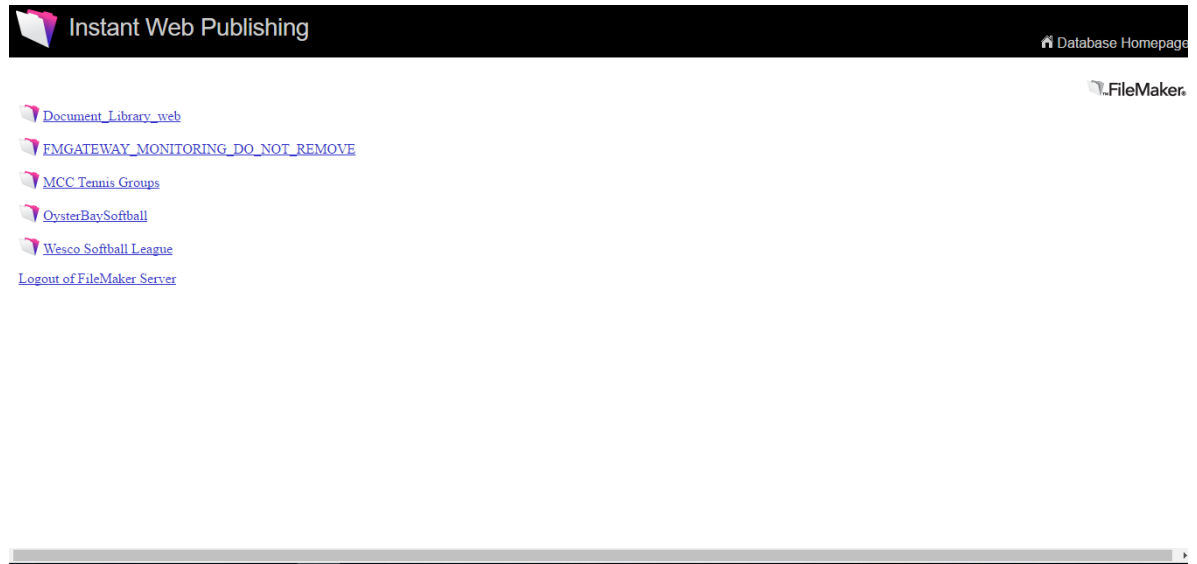 Instant Web Publishing
Database Homepage
FileMaker®
Document_Library_web
FMGATEWAY_MONITORING_DO_NOT_REMOVE
MCC Tennis Groups
OysterBaySoftball
Wesco Softball League
Logout of FileMaker Server